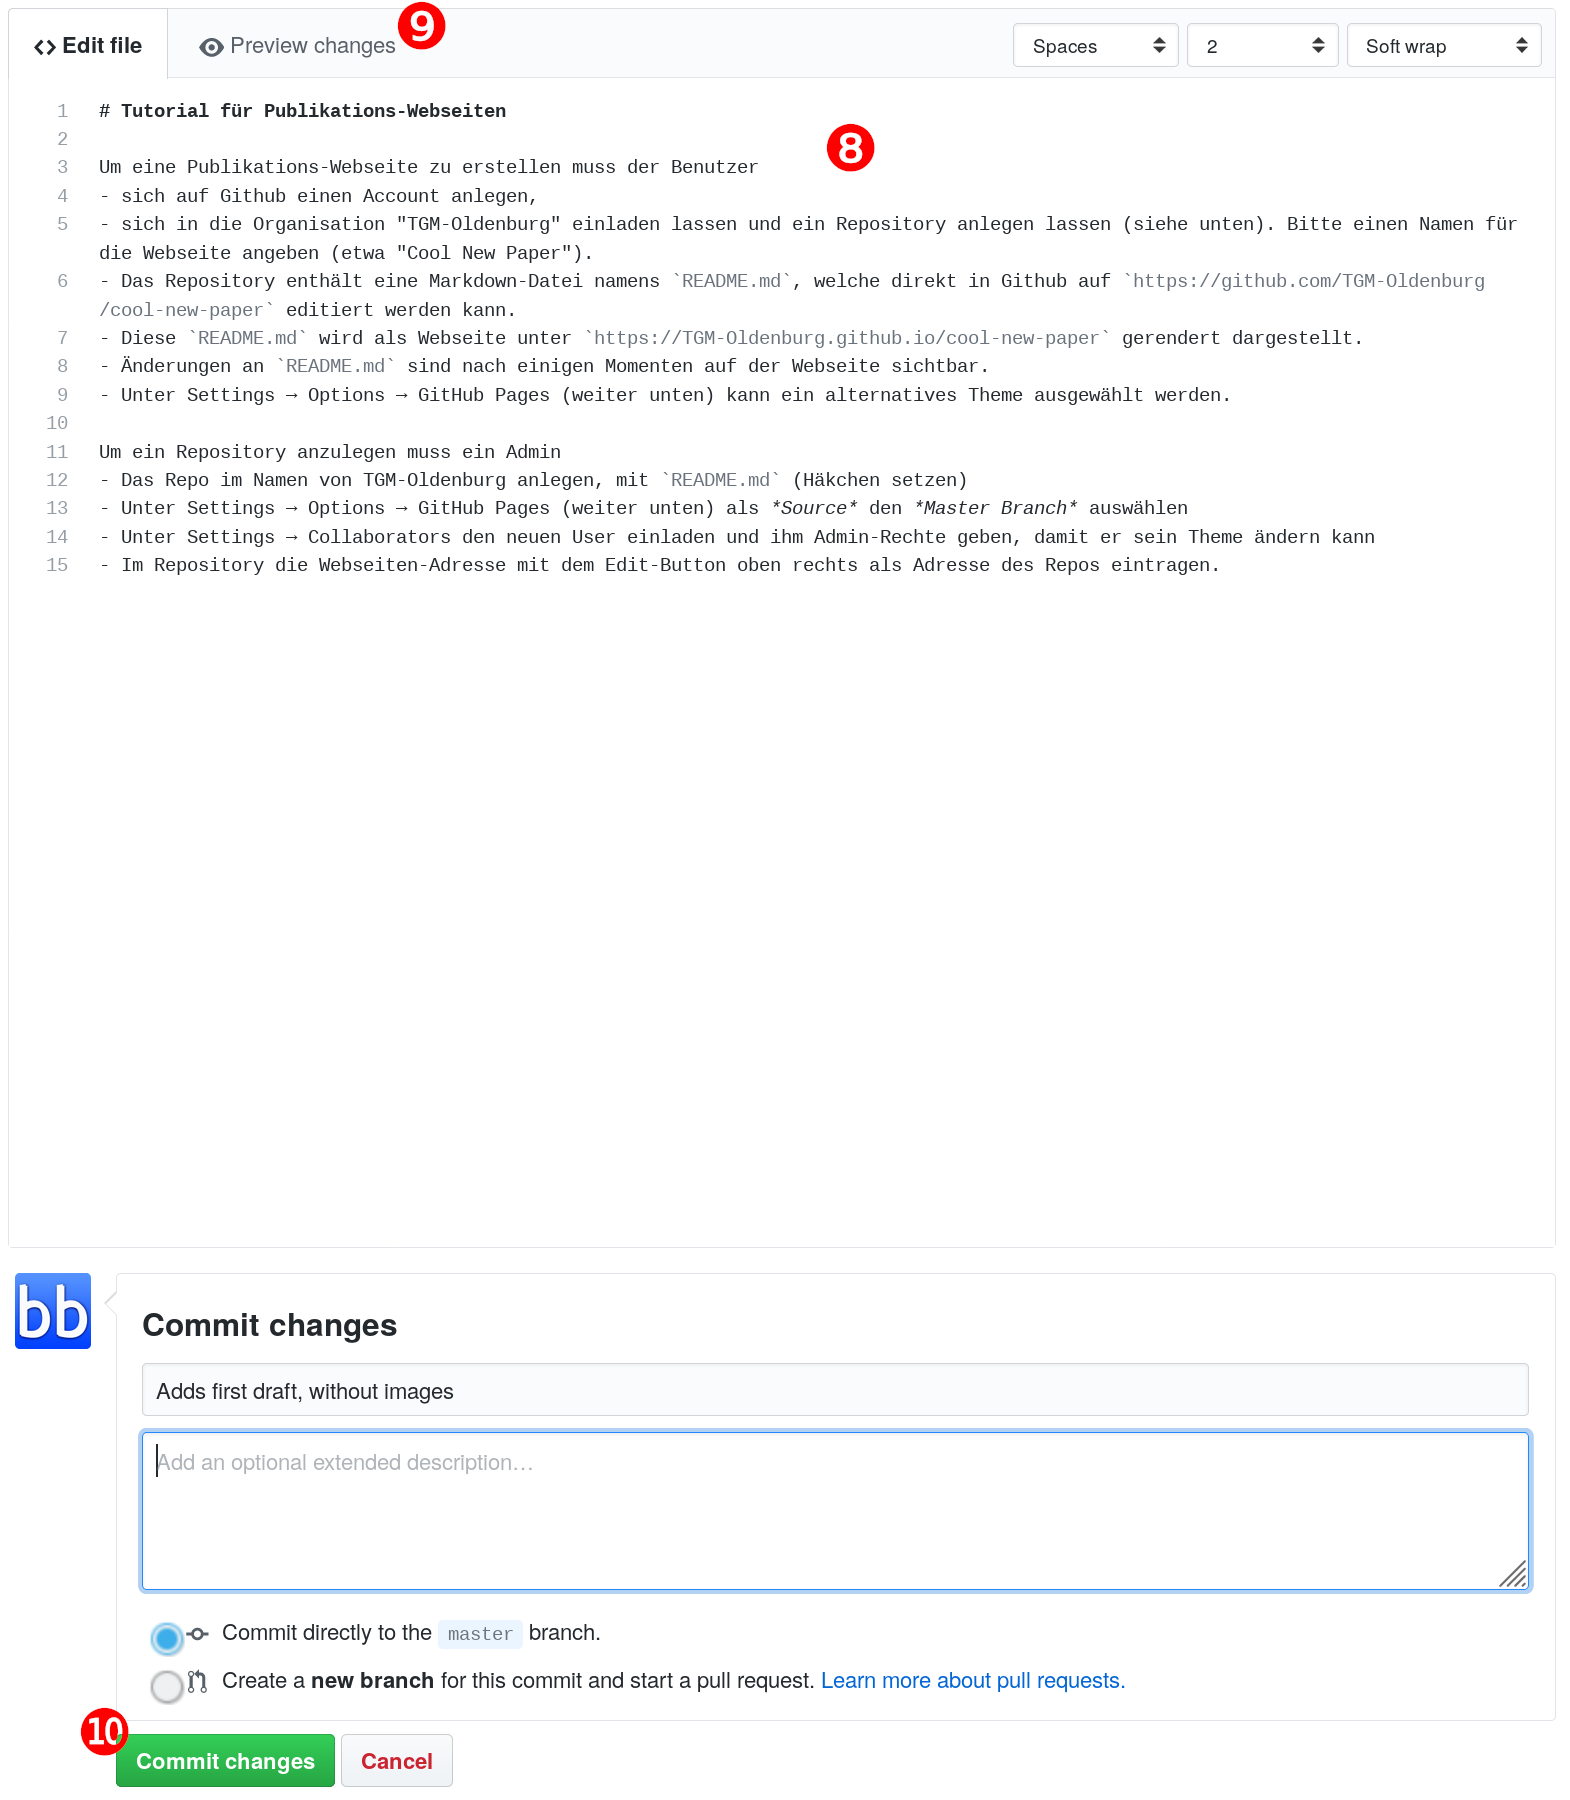 Edit file
Preview changes
9
Spaces
2
Soft wrap
1 # Tutorial für Publikations-Webseiten
2
8
3 Um eine Publikations-Webseite zu erstellen muss der Benutzer
4 - sich auf Github einen Account anlegen,
5 - sich in die Organisation "TGM-Oldenburg" einladen lassen und ein Repository anlegen lassen (siehe unten). Bitte einen Namen für
die Webseite angeben (etwa "Cool New Paper").
6 - Das Repository enthält eine Markdown-Datei namens `README.md`, welche direkt in Github auf `https://github.com/TGM-Oldenburg
/cool-new-paper` editiert werden kann.
7 - Diese `README.md` wird als Webseite unter `https://TGM-Oldenburg.github.io/cool-new-paper` gerendert dargestellt.
8 - Änderungen an `README.md` sind nach einigen Momenten auf der Webseite sichtbar.
9 - Unter Settings → Options → GitHub Pages (weiter unten) kann ein alternatives Theme ausgewählt werden.
10
11 Um ein Repository anzulegen muss ein Admin
12 - Das Repo im Namen von TGM-Oldenburg anlegen, mit `README.md` (Häkchen setzen)
13 - Unter Settings → Options → GitHub Pages (weiter unten) als *Source* den *Master Branch* auswählen
14 - Unter Settings → Collaborators den neuen User einladen und ihm Admin-Rechte geben, damit er sein Theme ändern kann
15 - Im Repository die Webseiten-Adresse mit dem Edit-Button oben rechts als Adresse des Repos eintragen.
bb
Commit changes
Adds first draft, without images
Add an optional extended description…
Commit directly to the master branch.
Create a new branch for this commit and start a pull request. Learn more about pull requests.
10
Commit changes
Cancel